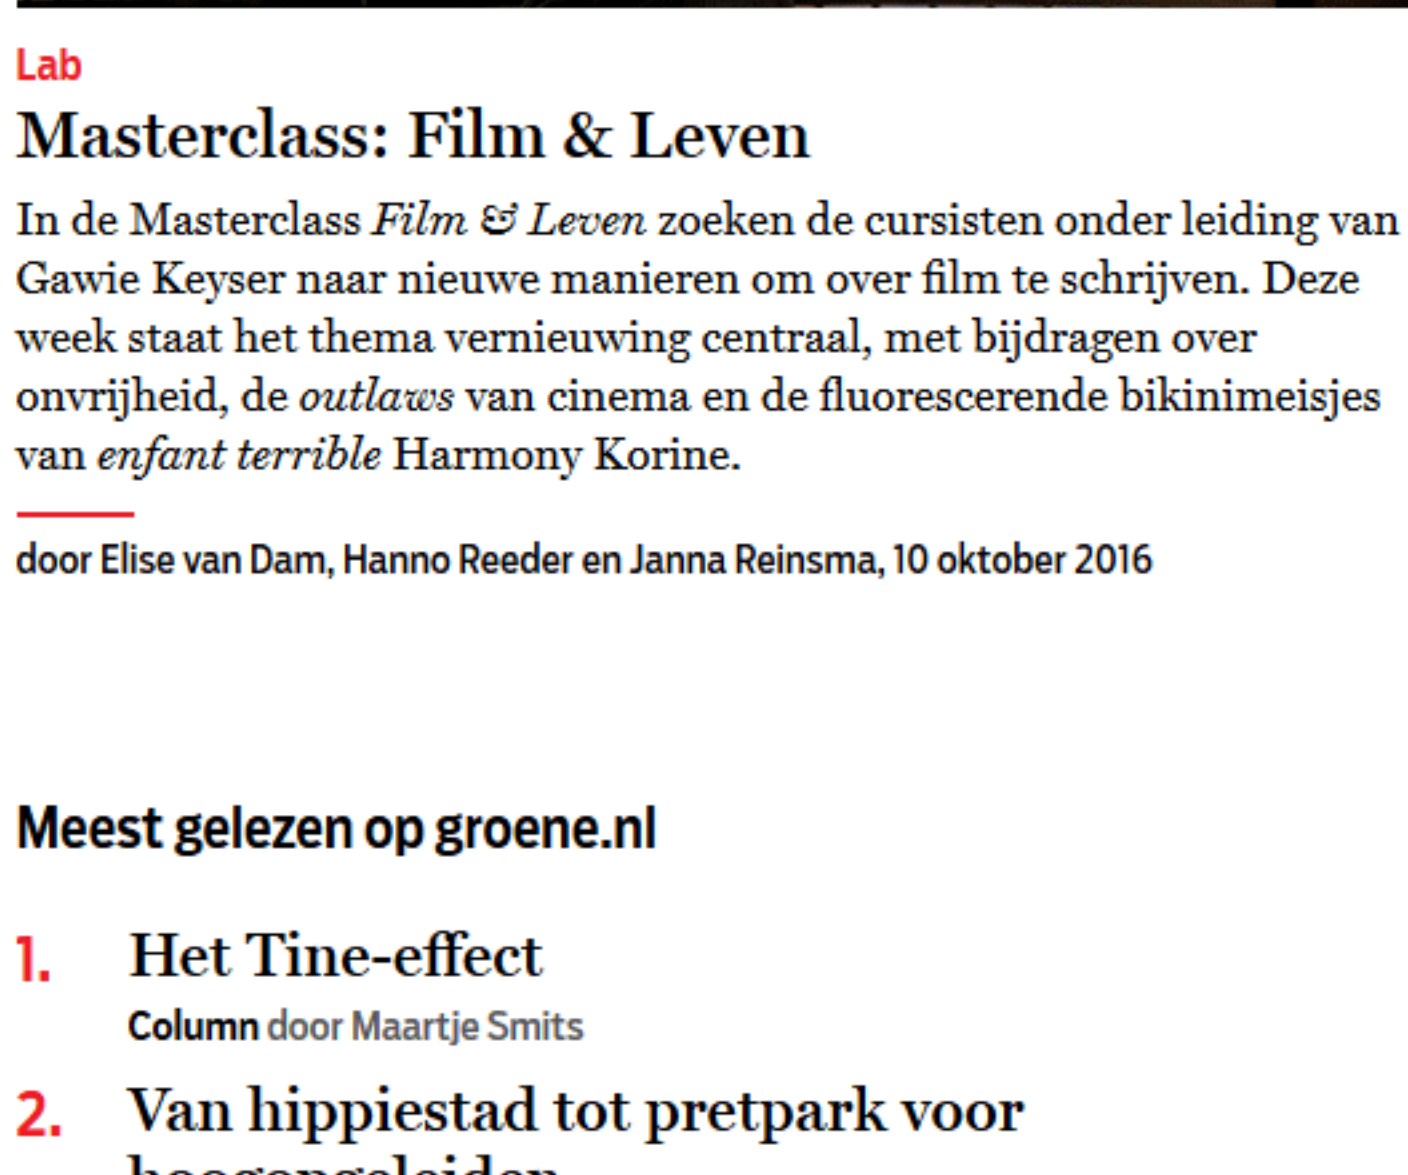 Lab
Masterclass: Film & Leven
In de Masterclass Film & Leven zoeken de cursisten onder leiding van
Gawie Keyser naar nieuwe manieren om over film te schrijven. Deze
week staat het thema vernieuwing centraal, met bijdragen over
onvrijheid, de outlaws van cinema en de fluorescerende bikinimeisjes
van enfant terrible Harmony Korine.
door Elise van Dam, Hanno Reeder en Janna Reinsma, 10 oktober 2016
Meest gelezen op groene.nl
1. Het Tine-effect
Column door Maartje Smits
2. Van hippiestad tot pretpark voor